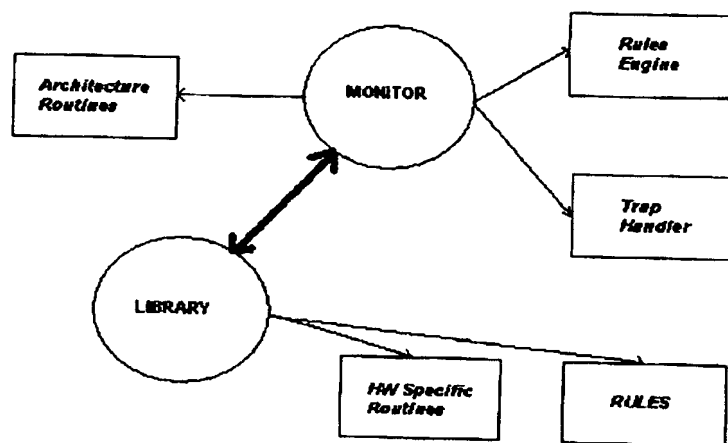 Rules
Engine
MONITOR
Architecture
Routines
Trap
Handler
LIBRARY
HW Specific
Routines
RULES